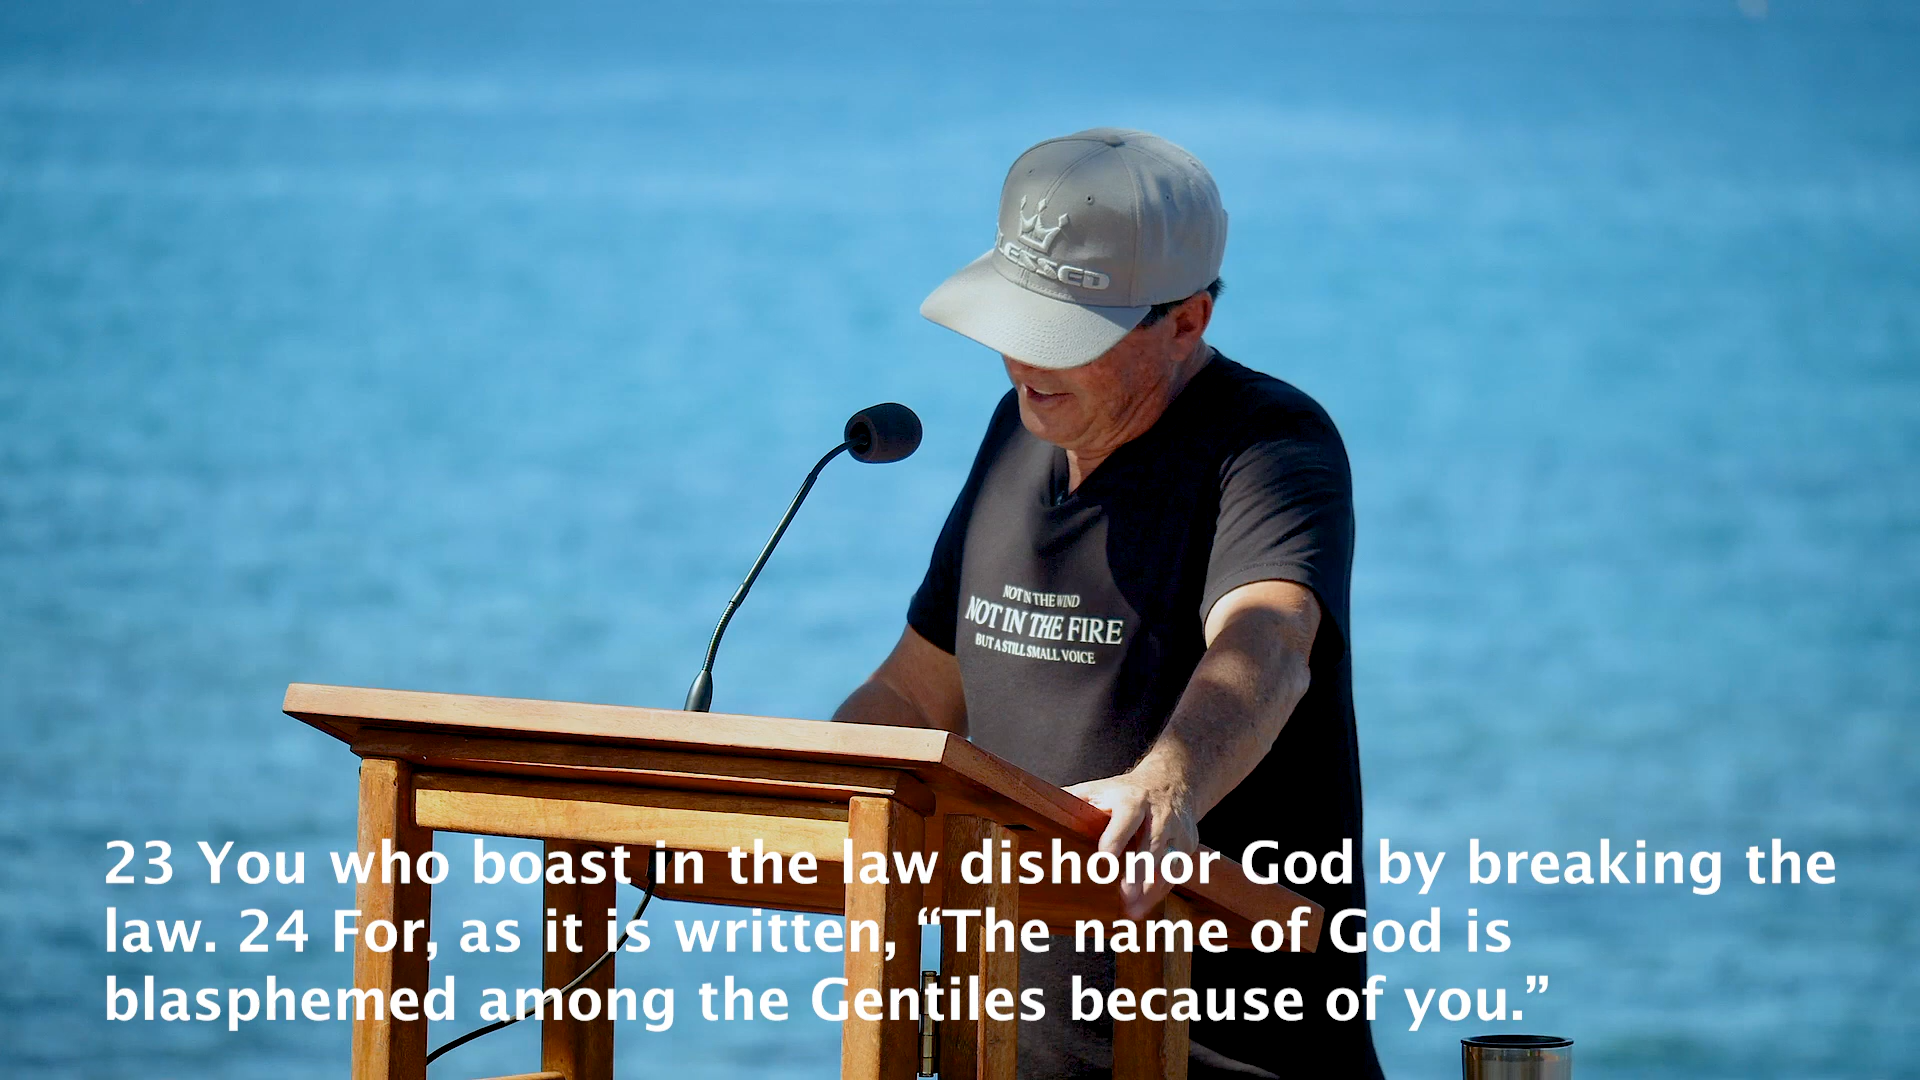 BLESSED
NOT IN THE WIND
NOT IN THE FIRE
BUT A STILL SMALL VOICE
23 You who boast in the law dishonor God by breaking the
law. 24 For, as it is written, “The name of God is
blasphemed among the Gentiles because of you.”